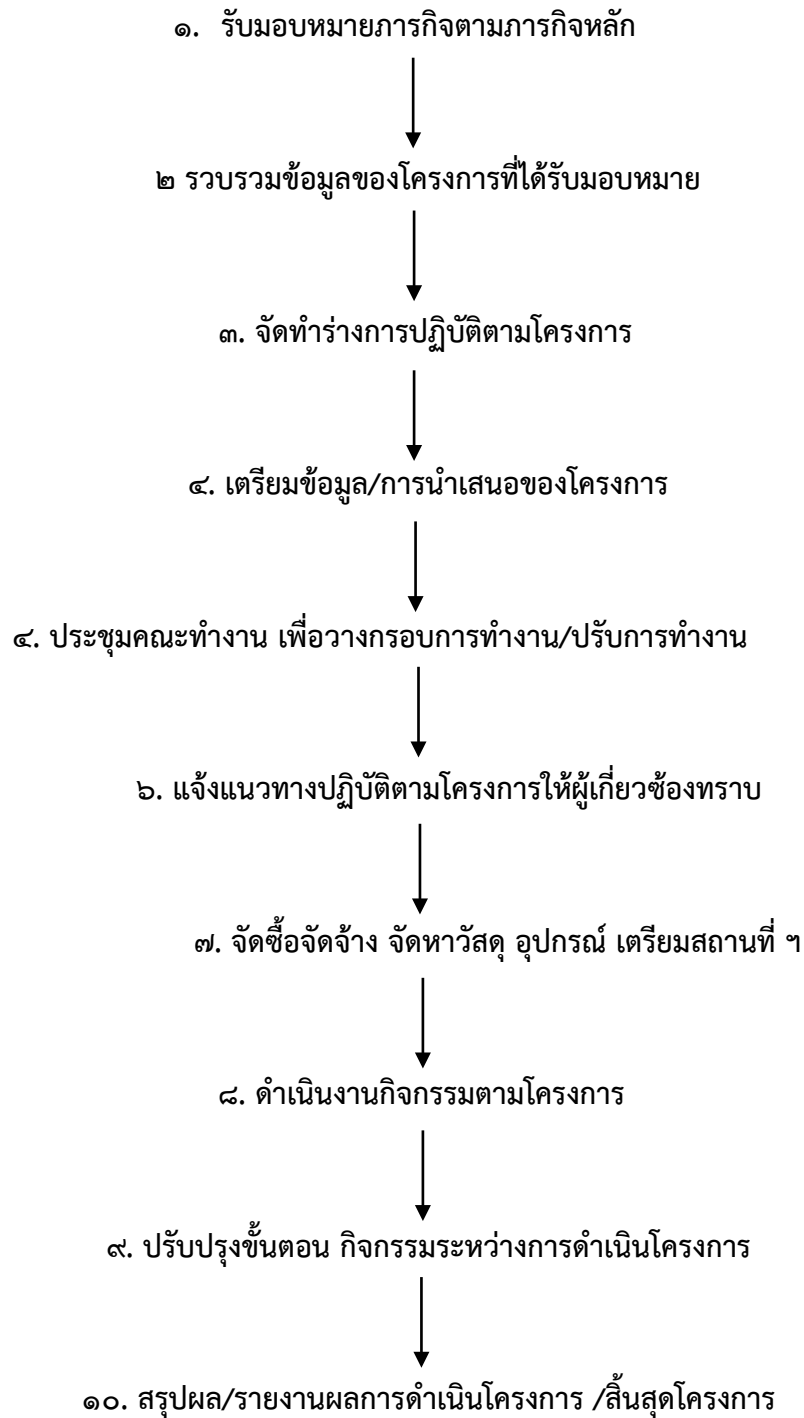 ๑. รับมอบหมายภารกิจตามภารกิจหลัก
๒ รวบรวมข้อมูลของโครงการที่ได้รับมอบหมาย
๓. จัดทำร่างการปฏิบัติตามโครงการ
๔. เตรียมข้อมูล/การนำเสนอของโครงการ
๔. ประชุมคณะทำงาน เพื่อวางกรอบการทำงาน/ปรับการทำงาน
๖. แจ้งแนวทางปฏิบัติตามโครงการให้ผู้เกี่ยวซ้องทราบ
๗. จัดซื้อจัดจ้าง จัดหาวัสดุ อุปกรณ์ เตรียมสถานที่ ฯ
๘. ดำเนินงานกิจกรรมตามโครงการ
๙. ปรับปรุงขั้นตอน กิจกรรมระหว่างการดำเนินโครงการ
๑๐. สรุปผล/รายงานผลการดำเนินโครงการ /สิ้นสุดโครงการ